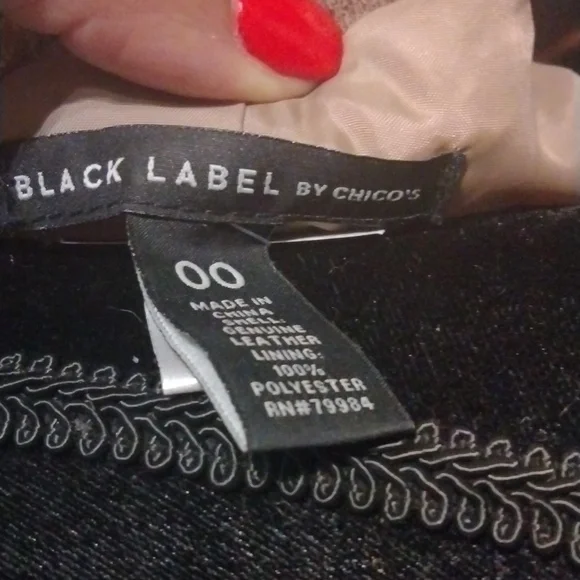 BLACK LABEL BY CHICO'S
00
MADE IN
CHINA
SHELL:
GENUINE
LEATHER
LINING:
100%
POLYESTER
RN#79984